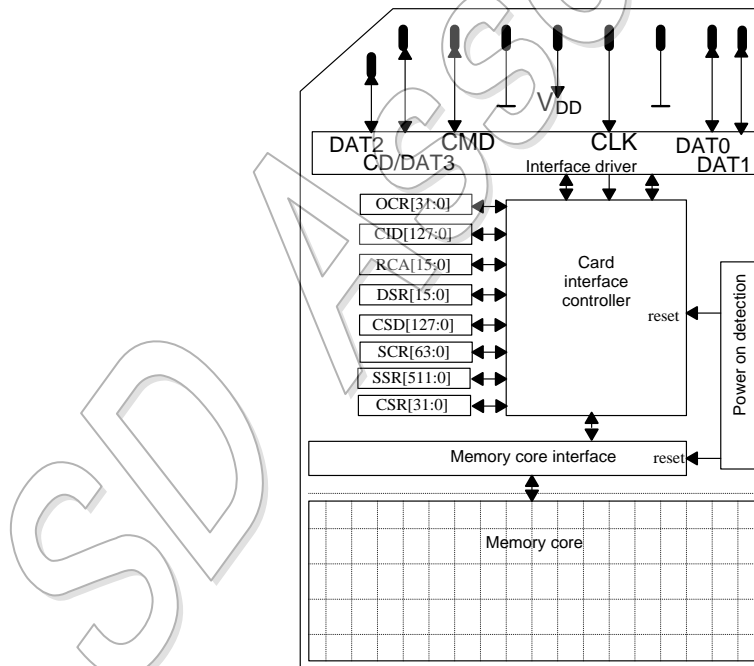 VDD
DAT2
CD/DAT3
CMD
CLK
DAT0
DAT1
Interface driver
OCR[31:0]
CID[127:0]
RCA[15:0]
DSR[15:0]
CSD[127:0]
SCR[63:0]
SSR[511:0]
CSR[31:0]
Card
interface
controller
reset
Power on detection
Memory core interface
reset
Memory core
SD Asso